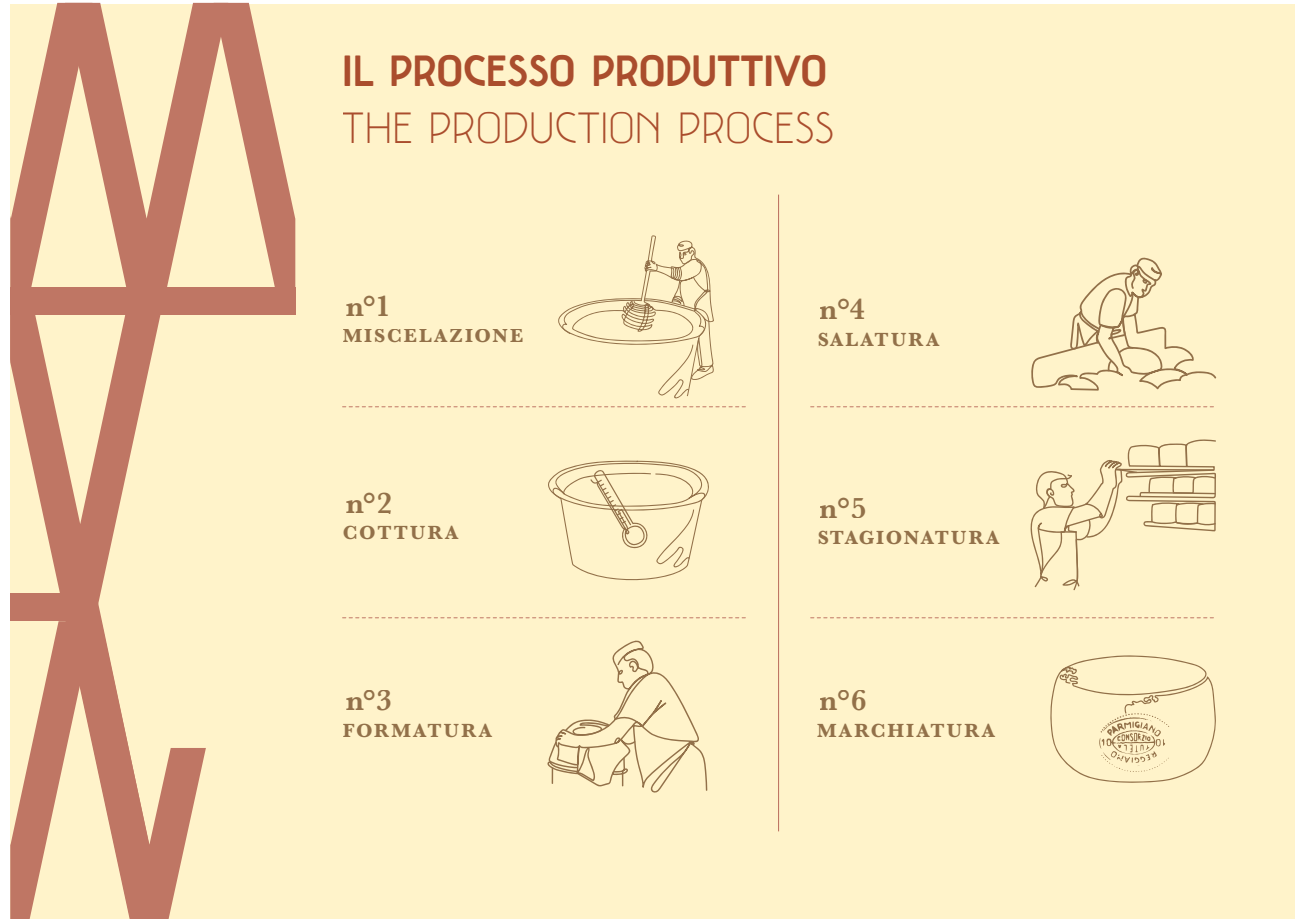 IL PROCESSO PRODUTTIVO
THE PRODUCTION PROCESS
n°1
MISCELAZIONE
n°2
COTTURA
n°3
FORMATURA
n°4
SALATURA
n°5
STAGIONATURA
n°6
MARCHIATURA
PARMIGIANO
CONSORZIO
TUTELA
REGGIANO